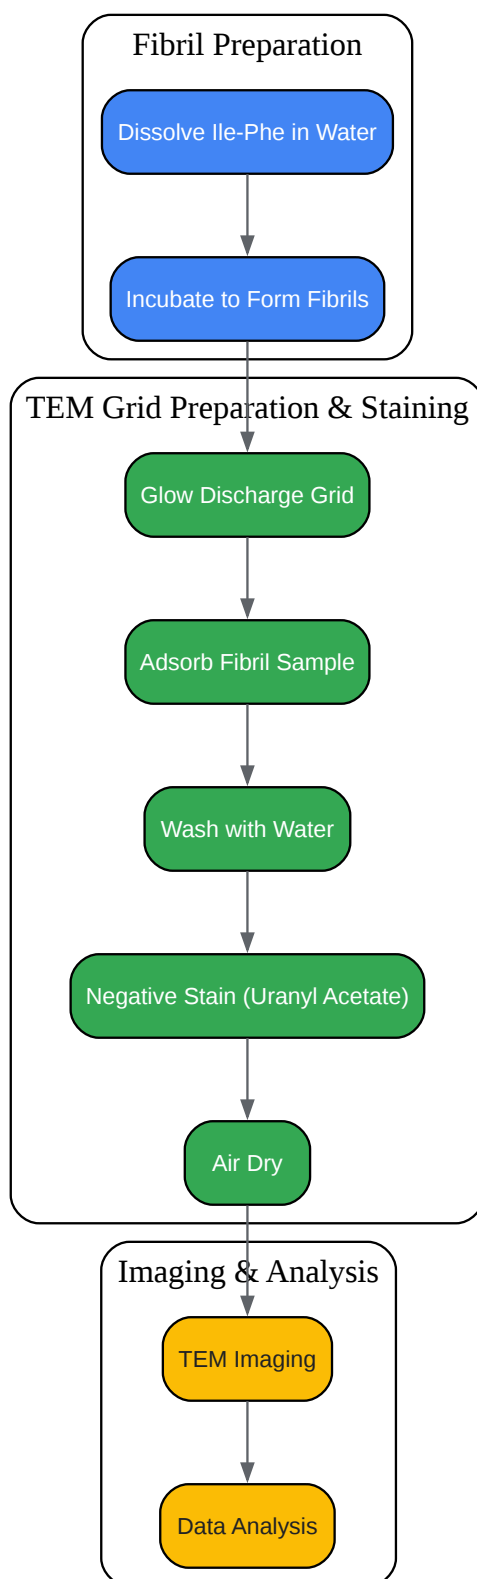 Fibril Preparation
Dissolve Ile-Phe in Water
Incubate to Form Fibrils
TEM Grid Preparation & Staining
Glow Discharge Grid
Adsorb Fibril Sample
Wash with Water
Negative Stain (Uranyl Acetate)
Air Dry
Imaging & Analysis
TEM Imaging
Data Analysis